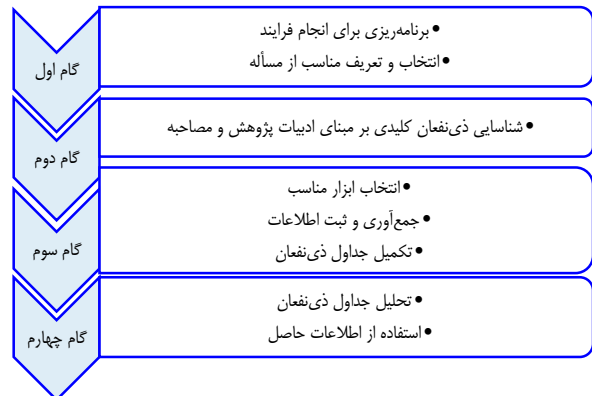 گام اول
•برنامه‌ریزی برای انجام فرایند
•انتخاب و تعریف مناسب از مسأله
گام دوم
•شناسایی ذی‌نفعان کلیدی بر مبنای ادبیات پژوهش و مصاحبه
گام سوم
•انتخاب ابزار مناسب
•جمع‌آوری و ثبت اطلاعات
•تکمیل جداول ذی‌نفعان
گام چهارم
•تحلیل جداول ذی‌نفعان
•استفاده از اطلاعات حاصل